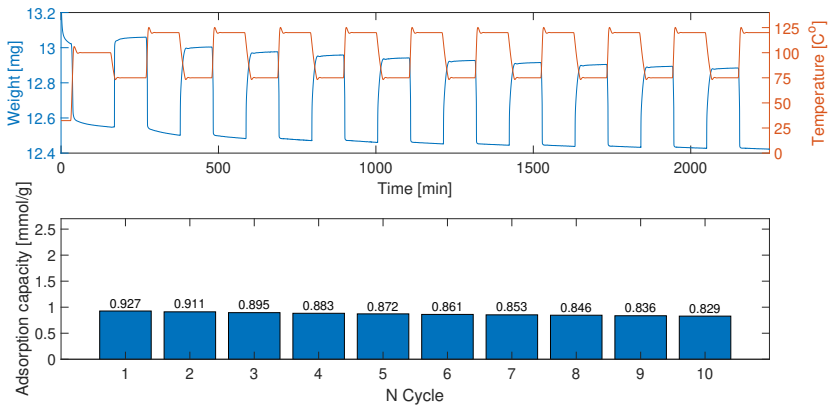 13.2
13
12.8
12.6
12.4
Weight [mg]
125
100
75
50
25
0
Temperature [C°]
0 500 1000 1500 2000
Time [min]
2.5
2
1.5
1
0.5
0
Adsorption capacity [mmol/g]
0.927 0.911 0.895 0.883 0.872 0.861 0.853 0.846 0.836 0.829
1 2 3 4 5 6 7 8 9 10
N Cycle